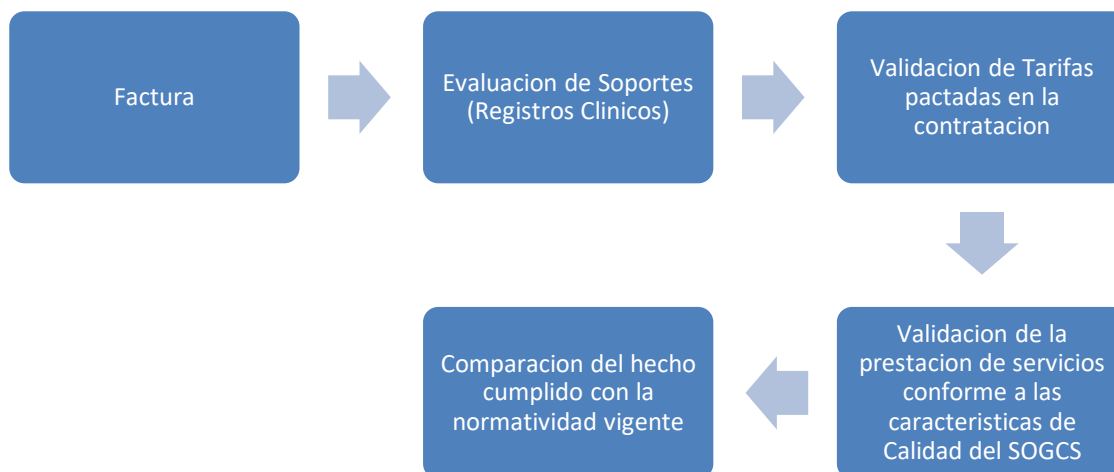 Factura
Evaluacion de Soportes
(Registros Clinicos)
Validacion de Tarifas
pactadas en la
contratacion
Validacion de la
prestacion de servicios
conforme a las
caracteristicas de
Calidad del SOGCS
Comparacion del hecho
cumplido con la
normatividad vigente